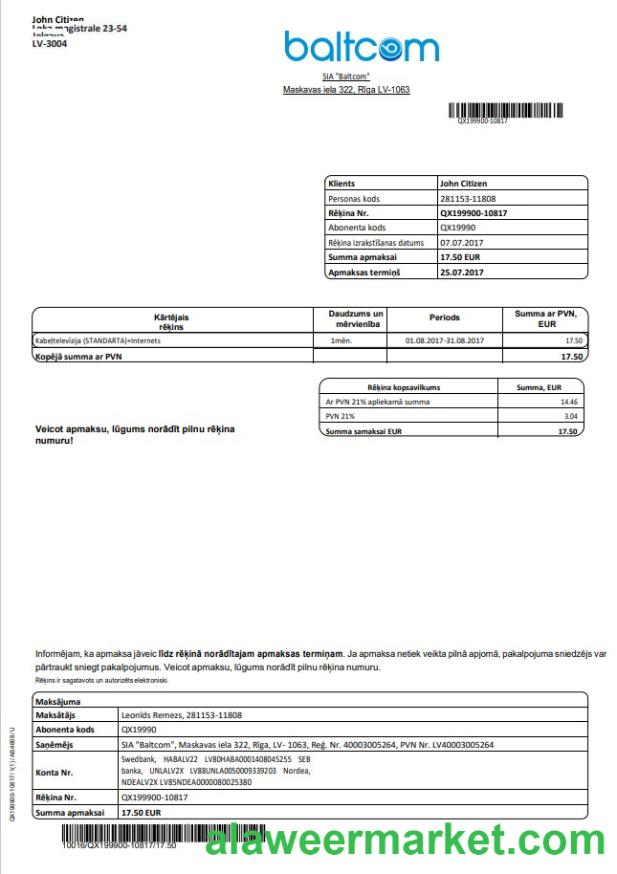 John Citizen
Loka magistrale 23-54
Jelgava
LV-3004
baltcom
SIA "Baltcom"
Maskavas iela 322, Rīga LV-1063
QX199900-10817
Klients John Citizen
Personas kods 281153-11808
Rēķina Nr. QX199900-10817
Abonenta kods QX19990
Rēķina izrakstīšanas datums 07.07.2017
Summa apmaksai 17.50 EUR
Apmaksas termiņš 25.07.2017
Kārtējais rēķins Daudzums un mērvienība Periods Summa ar PVN, EUR
Kabeļtelevīzija (STANDARTA)+Internets 1mēn. 01.08.2017-31.08.2017 17.50
Kopējā summa ar PVN 17.50
Rēķina kopsavilkums Summa, EUR
Ar PVN 21% apliekamā summa 14.46
PVN 21% 3.04
Summa samaksai EUR 17.50
Veicot apmaksu, lūgums norādīt pilnu rēķina
numuru!
Informējam, ka apmaksa jāveic līdz rēķinā norādītajam apmaksas termiņam. Ja apmaksa netiek veikta pilnā apjomā, pakalpojuma sniedzējs var
pārtraukt sniegt pakalpojumus. Veicot apmaksu, lūgums norādīt pilnu rēķina numuru.
Rēķins ir sagatavots un autorizēts elektroniski.
Maksājuma
Maksātājs Leonīds Remezs, 281153-11808
Abonenta kods QX19990
Saņēmējs SIA "Baltcom", Maskavas iela 322, Rīga, LV- 1063, Reģ. Nr. 40003005264, PVN Nr. LV40003005264
Konta Nr. Swedbank, HABALV22 LV80HABA0001408045255 SEB
banka, UNLALV2X LV88UNLA0050009339203 Nordea,
NDEALV2X LV85NDEA0000080025380
Rēķina Nr. QX199900-10817
Summa apmaksai 17.50 EUR
10016/QX199900-10817/17.50
alaweermarket.com